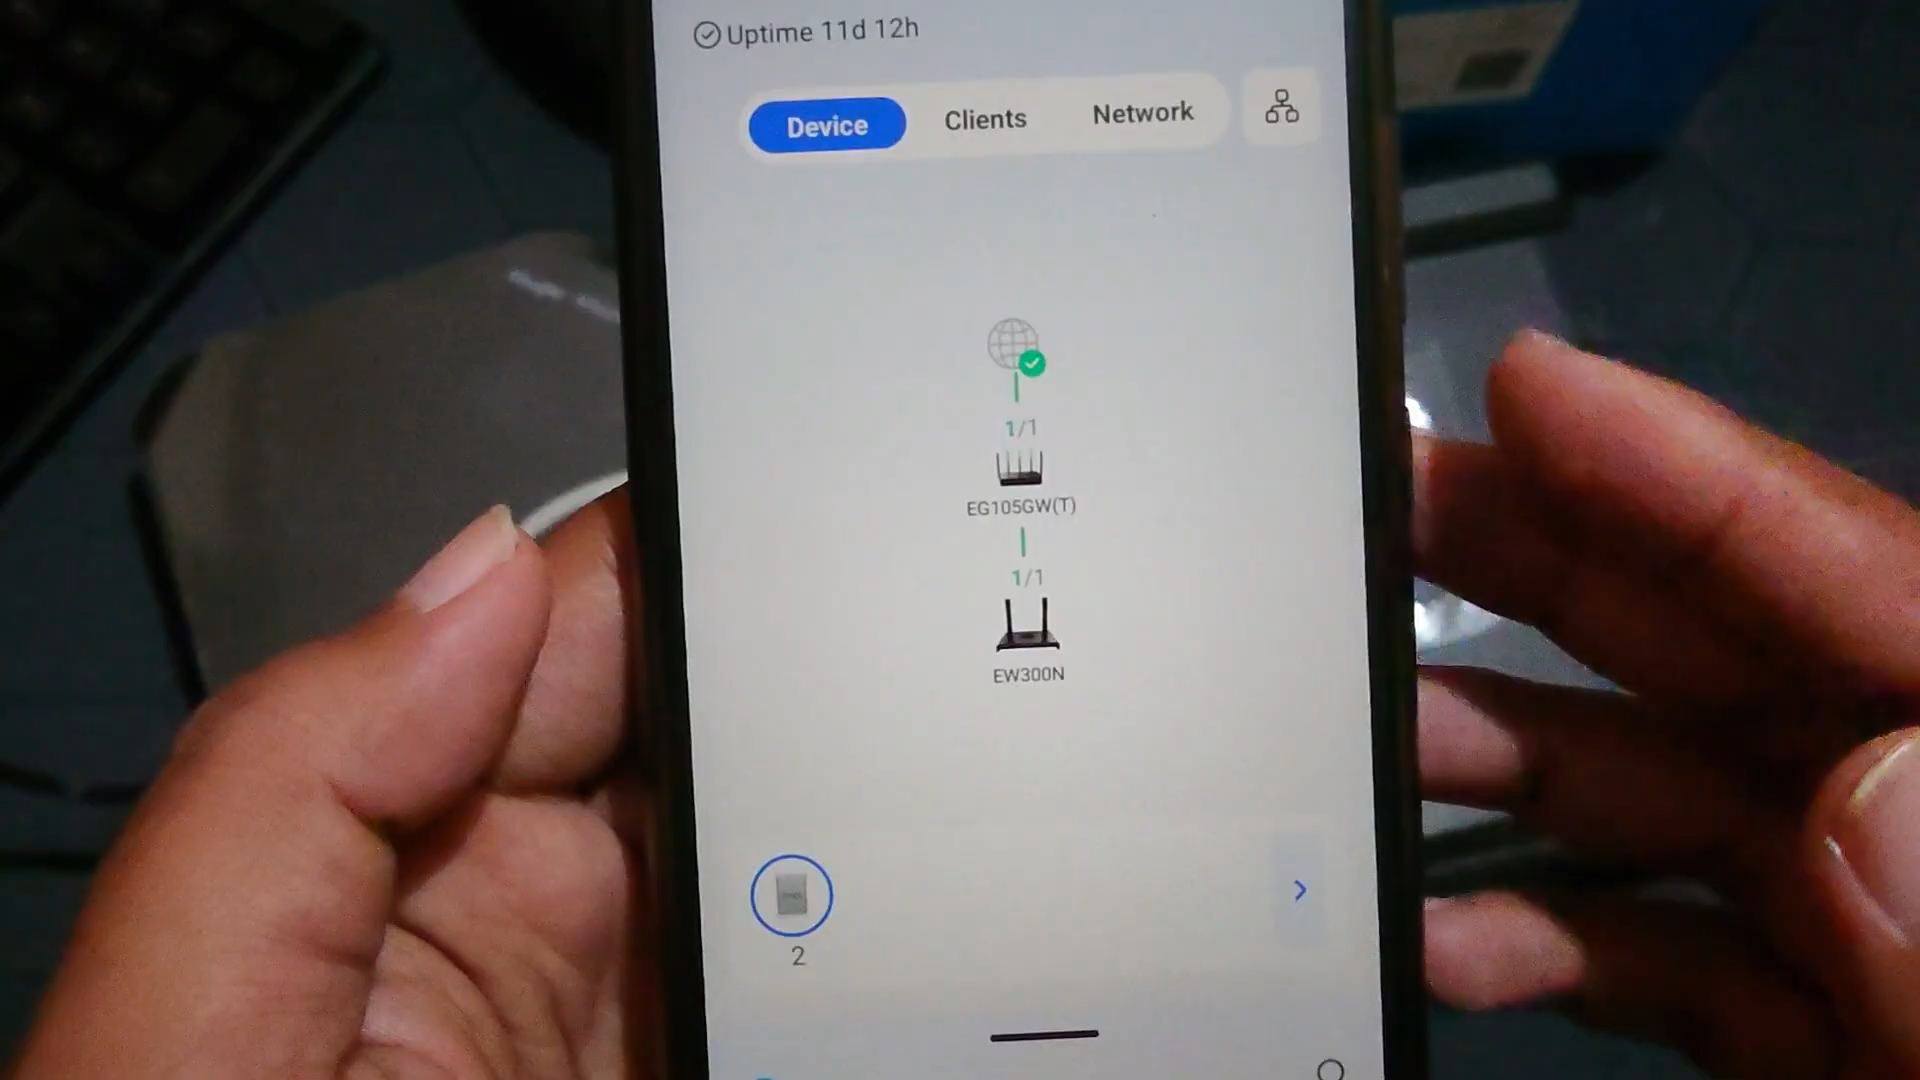 Uptime 11d 12h
Device Clients Network
1/1
EG105GW(T)
1/1
EW300N
2